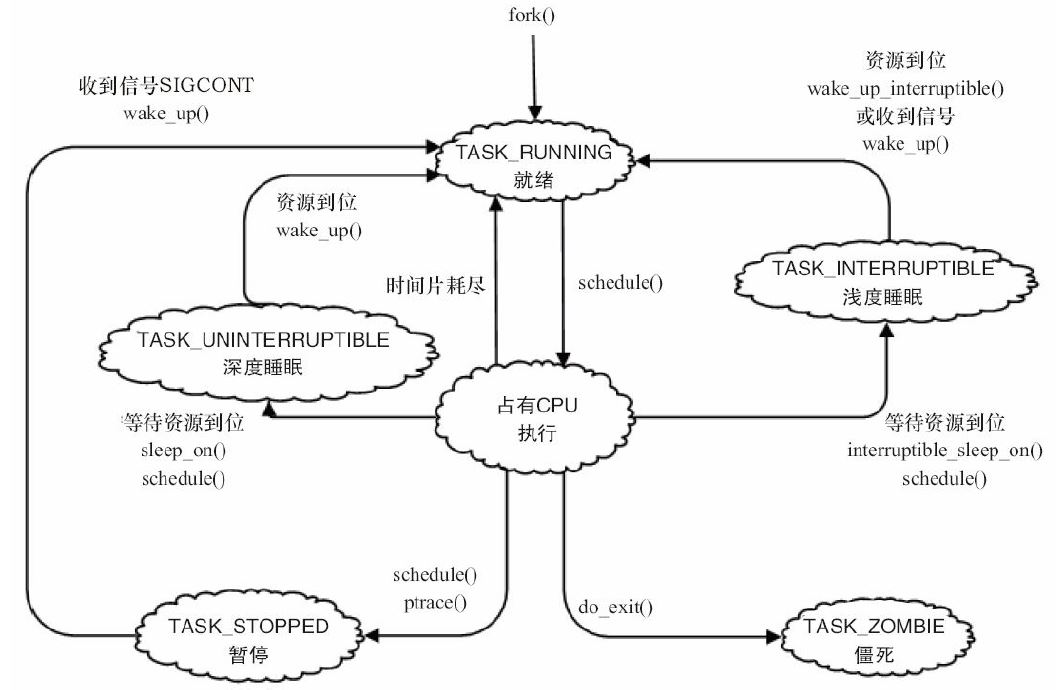 fork()
收到信号SIGCONT
wake_up()
资源到位
wake_up_interruptible()
或收到信号
wake_up()
TASK_RUNNING
就绪
资源到位
wake_up()
时间片耗尽
schedule()
TASK_INTERRUPTIBLE
浅度睡眠
TASK_UNINTERRUPTIBLE
深度睡眠
占有CPU
执行
等待资源到位
sleep_on()
schedule()
等待资源到位
interruptible_sleep_on()
schedule()
schedule()
ptrace()
do_exit()
TASK_STOPPED
暂停
TASK_ZOMBIE
僵死